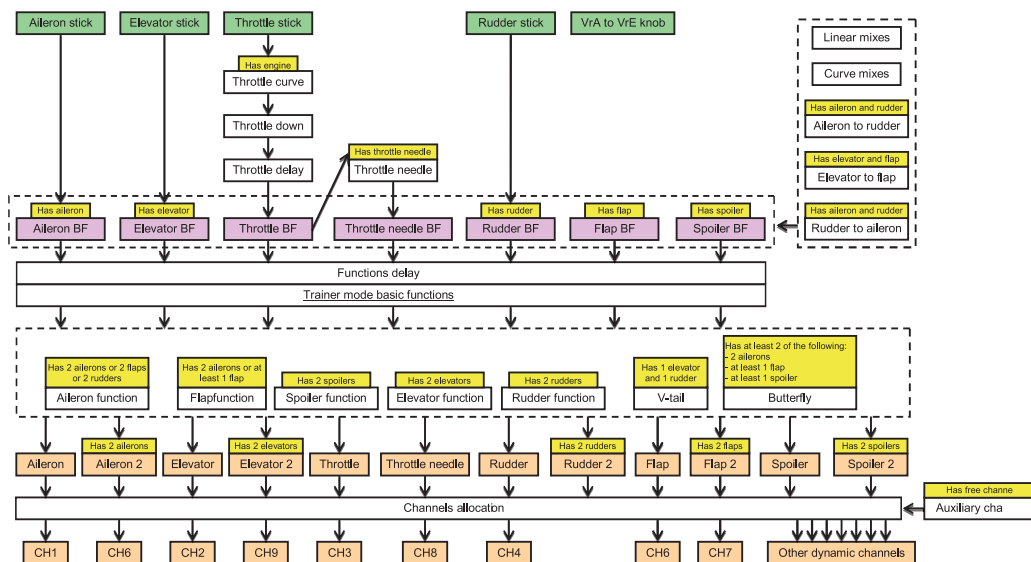 Aileron stick
Elevator stick
Throttle stick
Rudder stick
VrA to VrE knob
Linear mixes
Curve mixes
Has aileron and rudder
Aileron to rudder
Has elevator and flap
Elevator to flap
Has aileron and rudder
Rudder to aileron
Has engine
Throttle curve
Throttle down
Throttle delay
Has throttle needle
Throttle needle
Has aileron
Aileron BF
Has elevator
Elevator BF
Throttle BF
Throttle needle BF
Has rudder
Rudder BF
Has flap
Flap BF
Has spoiler
Spoiler BF
Functions delay
Trainer mode basic functions
Has 2 ailerons or 2 flaps
or 2 rudders
Aileron function
Has 2 ailerons or at
least 1 flap
Flapfunction
Has 2 spoilers
Spoiler function
Has 2 elevators
Elevator function
Has 2 rudders
Rudder function
Has 1 elevator
and 1 rudder
V-tail
Has at least 2 of the following:
- 2 ailerons
- at least 1 flap
- at least 1 spoiler
Butterfly
Aileron
Has 2 ailerons
Aileron 2
Elevator
Has 2 elevators
Elevator 2
Throttle
Throttle needle
Rudder
Has 2 rudders
Rudder 2
Flap
Has 2 flaps
Flap 2
Spoiler
Has 2 spoilers
Spoiler 2
Channels allocation
Has free channe
Auxiliary cha
CH1
CH6
CH2
CH9
CH3
CH8
CH4
CH6
CH7
Other dynamic channels